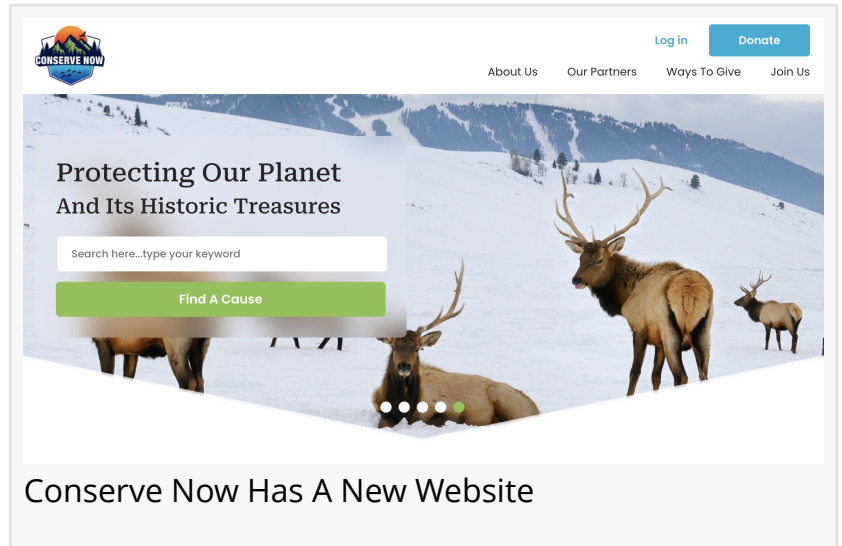 CONSERVE NOW
Log in
Donate
About Us
Our Partners
Ways To Give
Join Us
Protecting Our Planet
And Its Historic Treasures
Search here...type your keyword
Find A Cause
Conserve Now Has A New Website